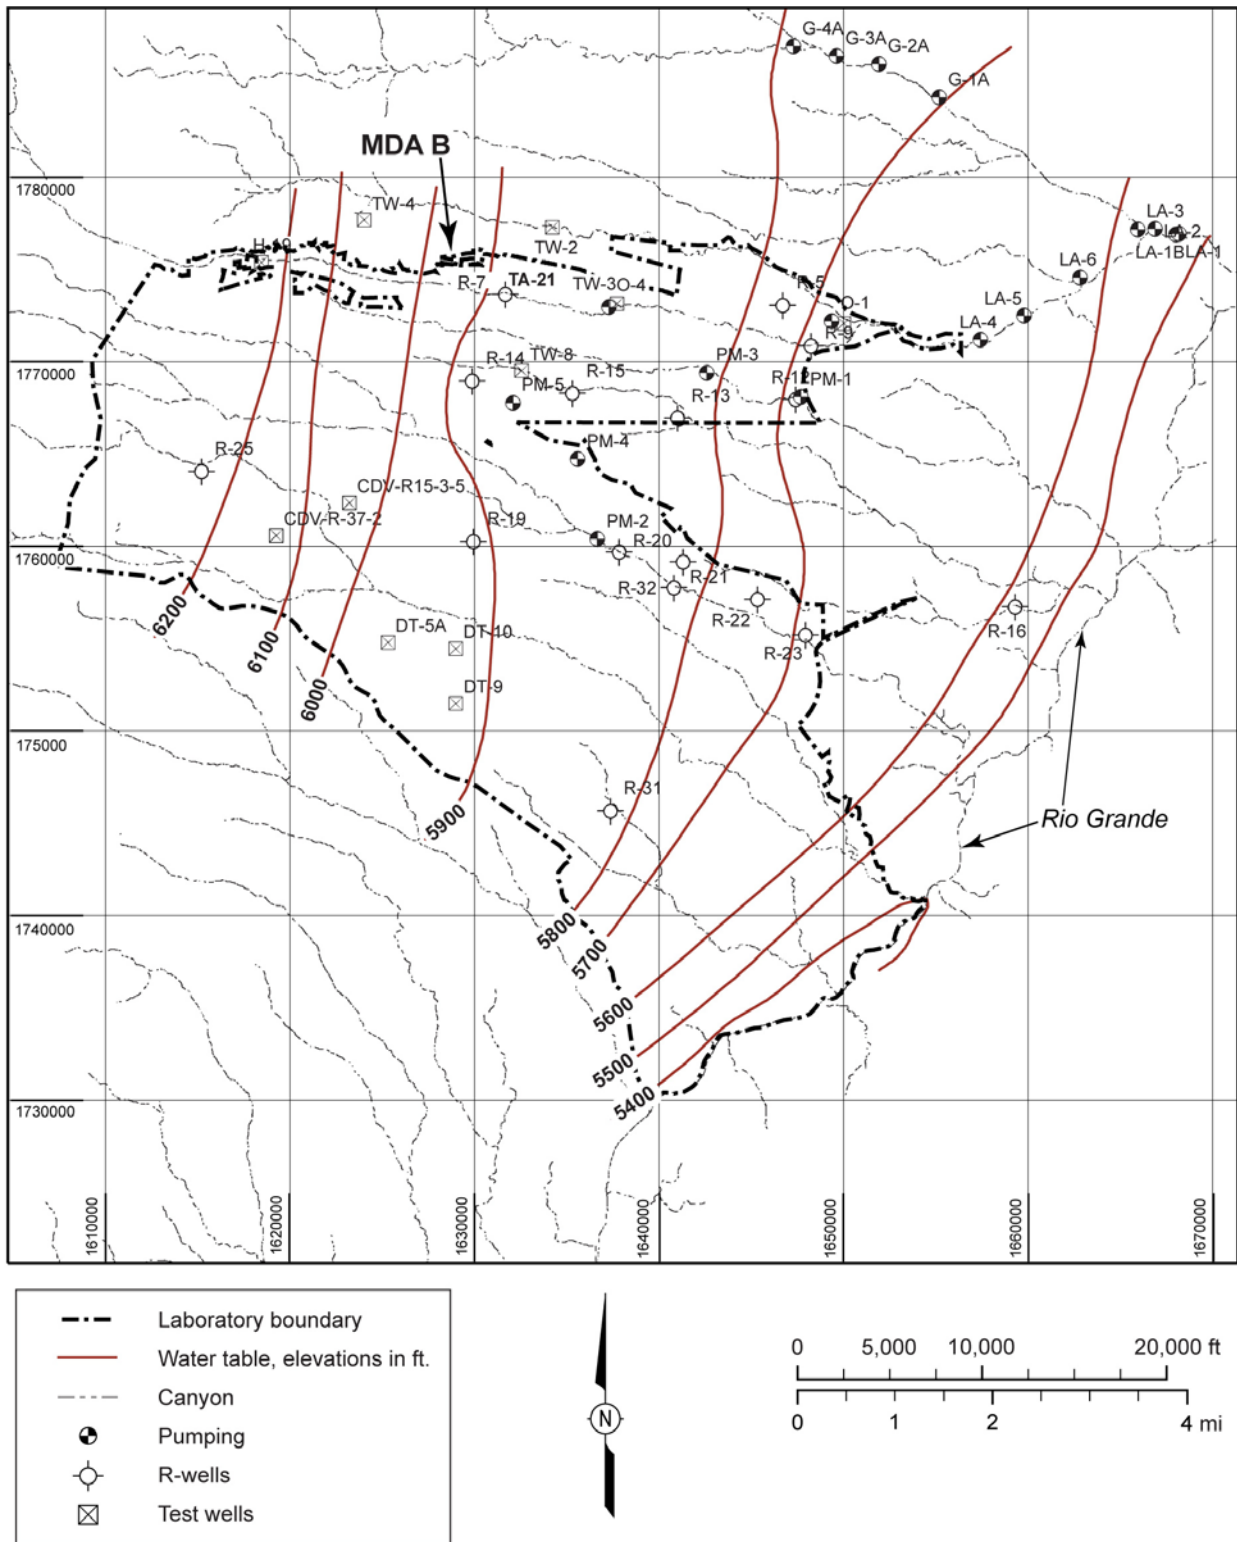 G-4A
G-3A
G-2A
G-1A
MDA B
1780000
TW-4
TW-2
H-19
LA-3
LA-2
LA-1B
LA-1
LA-6
R-7
TA-21
TW-3
O-4
R-5
O-1
LA-5
R-9
LA-4
1770000
R-14
TW-8
R-15
PM-3
PM-5
R-12
PM-1
R-13
PM-4
R-25
CDV-R15-3-5
CDV-R-37-2
R-19
PM-2
R-20
1760000
R-21
R-32
R-22
R-16
6200
DT-5A
DT-10
R-23
6100
6000
DT-9
175000
R-31
5900
Rio Grande
1740000
5800
5700
5600
5500
5400
1730000
1610000
1620000
1630000
1640000
1650000
1660000
1670000
Laboratory boundary
Water table, elevations in ft.
Canyon
Pumping
R-wells
Test wells
N
0 5,000 10,000 20,000 ft
0 1 2 4 mi